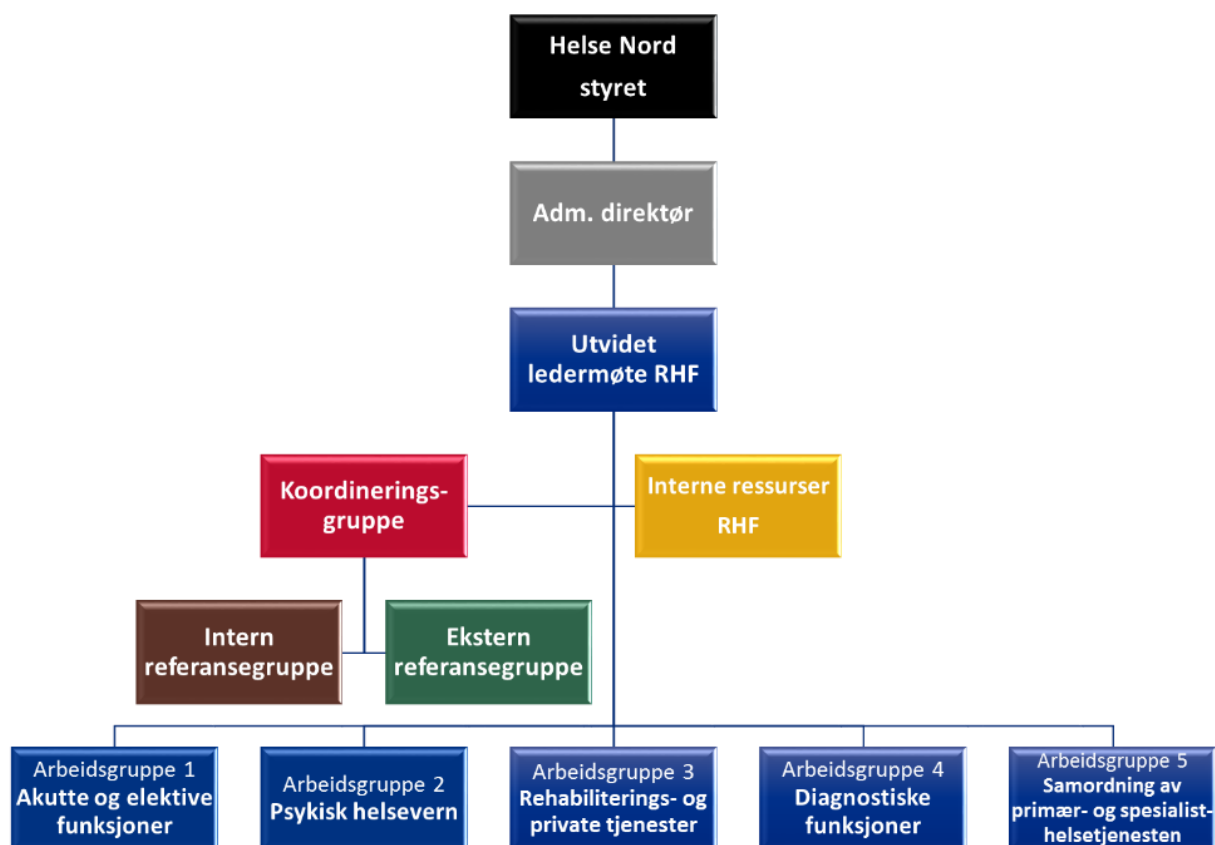 Helse Nord
styret
Adm. direktør
Utvidet
ledermøte RHF
Koordinerings-
gruppe
Interne ressurser
RHF
Intern
referansegruppe
Ekstern
referansegruppe
Arbeidsgruppe 1
Akutte og elektive
funksjoner
Arbeidsgruppe 2
Psykisk helsevern
Arbeidsgruppe 3
Rehabiliterings- og
private tjenester
Arbeidsgruppe 4
Diagnostiske
funksjoner
Arbeidsgruppe 5
Samordning av
primær- og spesialist-
helsetjenesten